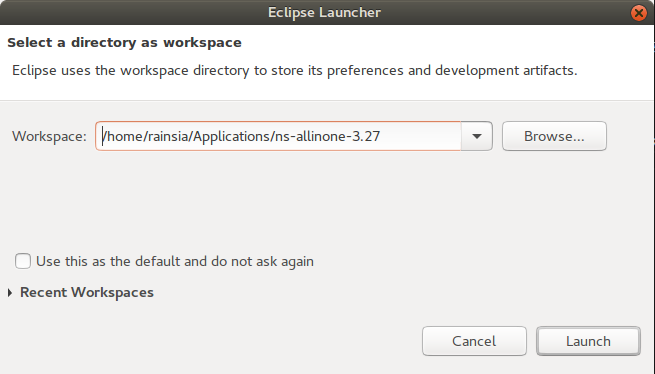 Eclipse Launcher
Select a directory as workspace
Eclipse uses the workspace directory to store its preferences and development artifacts.
Workspace: /home/rainsia/Applications/ns-allinone-3.27 Browse...
Use this as the default and do not ask again
Recent Workspaces
Cancel Launch